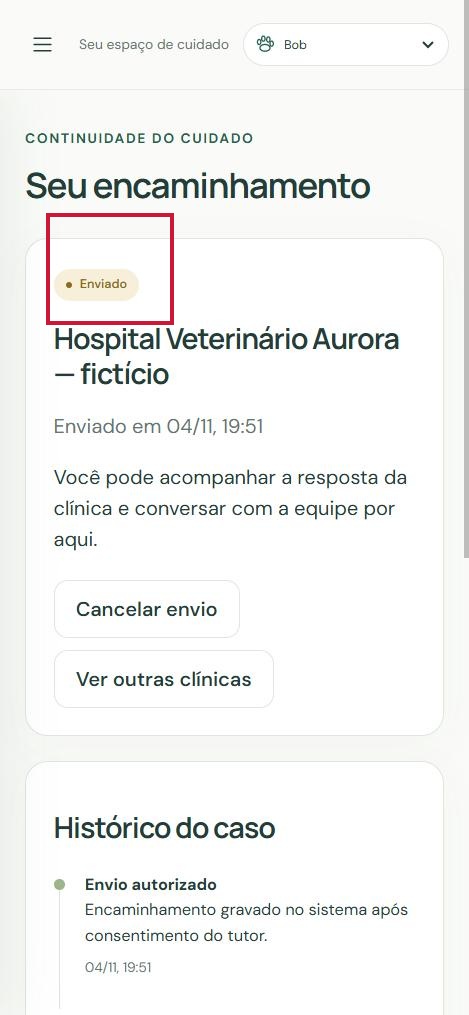 Seu espaço de cuidado
Bob
CONTINUIDADE DO CUIDADO
Seu encaminhamento
Enviado
Hospital Veterinário Aurora
— fictício
Enviado em 04/11, 19:51
Você pode acompanhar a resposta da
clínica e conversar com a equipe por
aqui.
Cancelar envio
Ver outras clínicas
Histórico do caso
Envio autorizado
Encaminhamento gravado no sistema após
consentimento do tutor.
04/11, 19:51